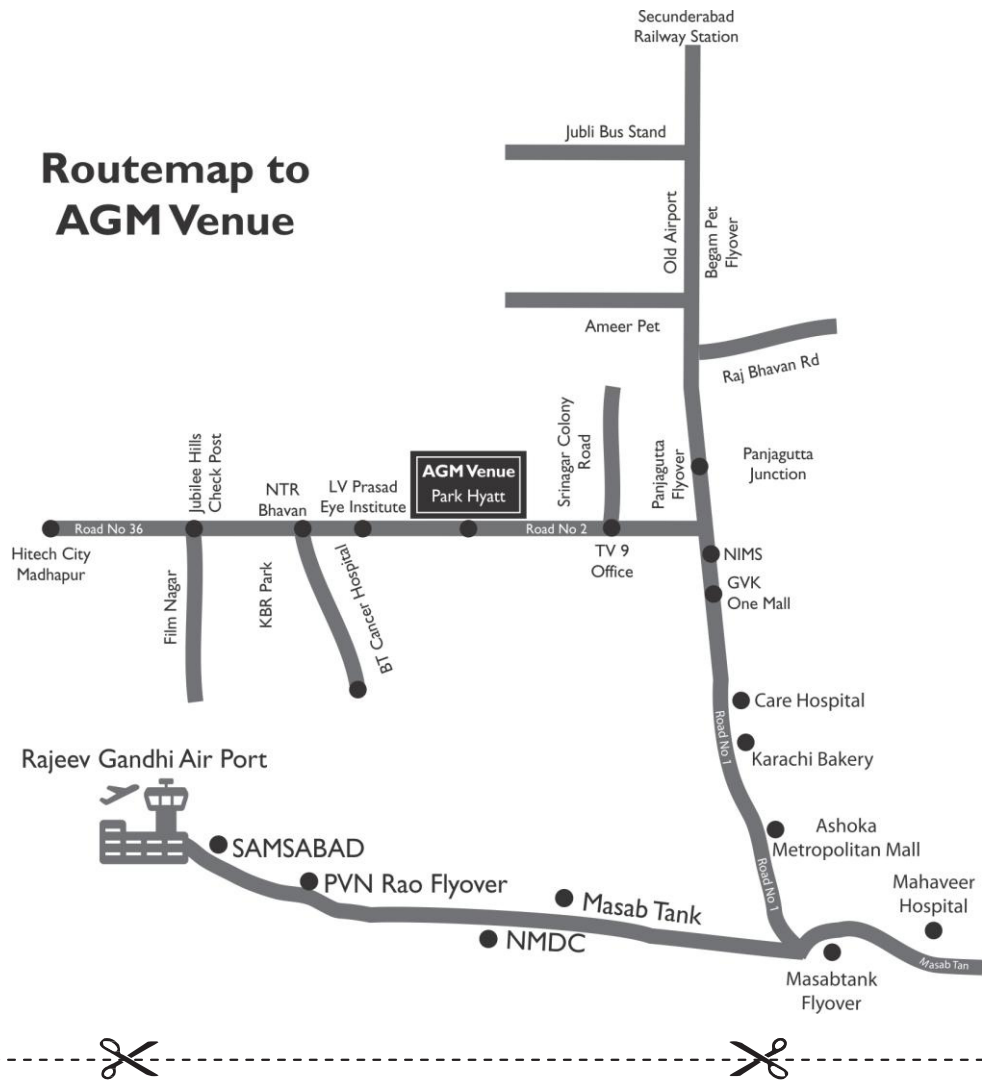 Secunderabad
Railway Station
Jubli Bus Stand
Routemap to
AGM Venue
Old Airport
Begam Pet
Flyover
Ameer Pet
Raj Bhavan Rd
Jubilee Hills
Check Post
NTR
Bhavan
LV Prasad
Eye Institute
AGM Venue
Park Hyatt
Srinagar Colony
Road
Panjagutta
Flyover
Panjagutta
Junction
Road No 36
Road No 2
Hitech City
Madhapur
TV 9
Office
NIMS
GVK
One Mall
Film Nagar
KBR Park
BT Cancer Hospital
Care Hospital
Road No 1
Karachi Bakery
Rajeev Gandhi Air Port
Ashoka
Metropolitan Mall
SAMSABAD
PVN Rao Flyover
Road No 1
Mahaveer
Hospital
Masab Tank
NMDC
Masab Tan
Masabtank
Flyover